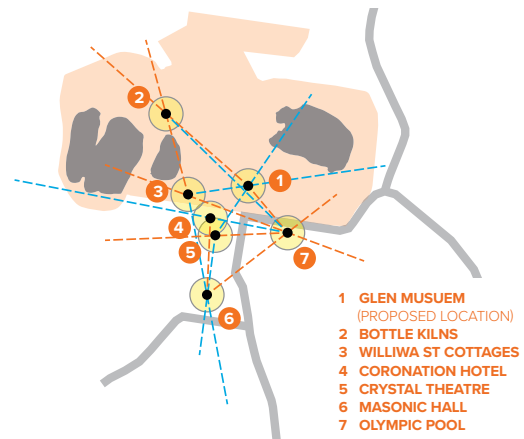 2
3
1
4
5
7
6
1 GLEN MUSUEM
(PROPOSED LOCATION)
2 BOTTLE KILNS
3 WILLIWA ST COTTAGES
4 CORONATION HOTEL
5 CRYSTAL THEATRE
6 MASONIC HALL
7 OLYMPIC POOL